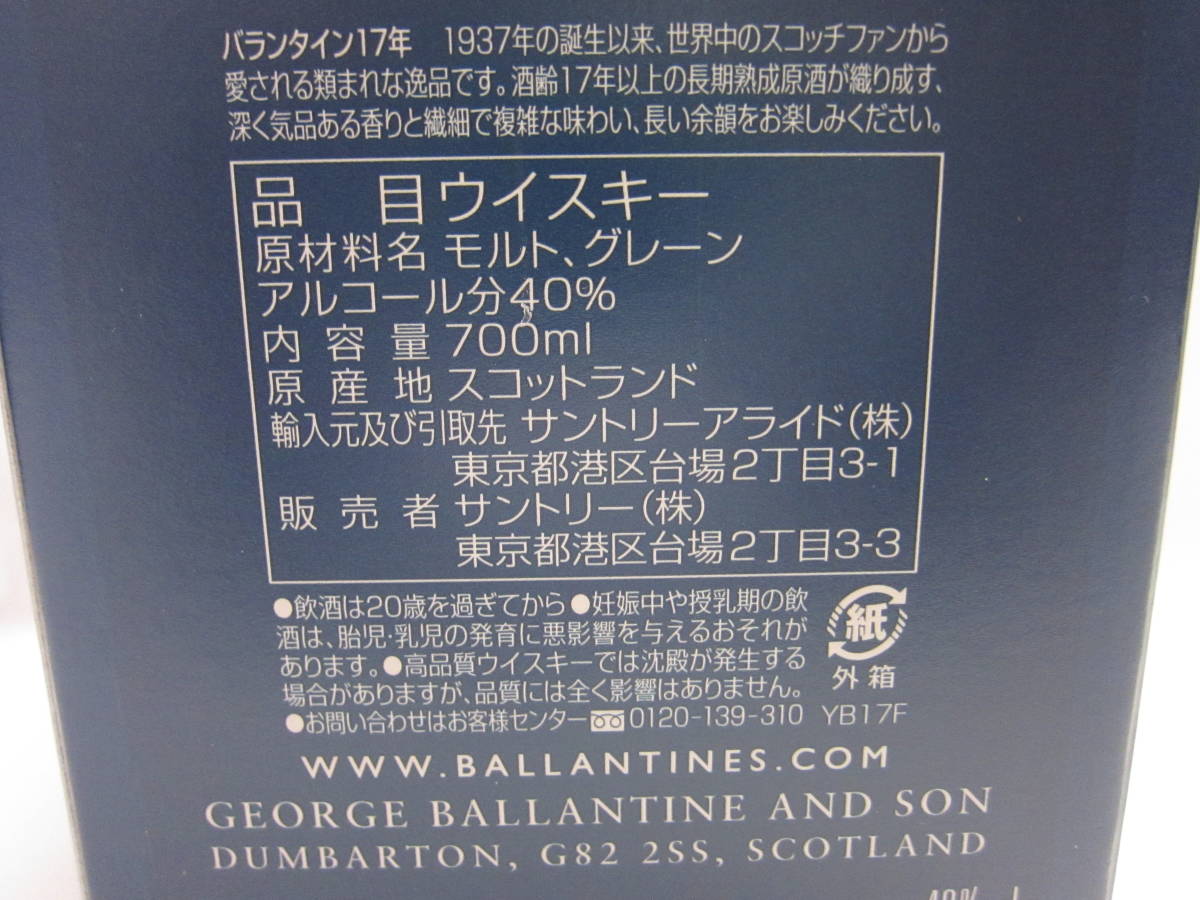 バランタイン17年　1937年の誕生以来、世界中のスコッチファンから
愛される類まれな逸品です。酒齢17年以上の長期熟成原酒が織り成す、
深く気品ある香りと繊細で複雑な味わい、長い余韻をお楽しみください。
品　目 ウイスキー
原材料名 モルト、グレーン
アルコール分40%
内容量 700ml
原産地 スコットランド
輸入元及び引取先 サントリーアライド(株)
東京都港区台場2丁目3-1
販売者 サントリー(株)
東京都港区台場2丁目3-3
●飲酒は20歳を過ぎてから●妊娠中や授乳期の飲
酒は、胎児・乳児の発育に悪影響を与えるおそれが
あります。●高品質ウイスキーでは沈殿が発生する
場合がありますが、品質には全く影響はありません。
●お問い合わせはお客様センター 0120-139-310 YB17F
紙
外箱
WWW.BALLANTINES.COM
GEORGE BALLANTINE AND SON
DUMBARTON, G82 2SS, SCOTLAND